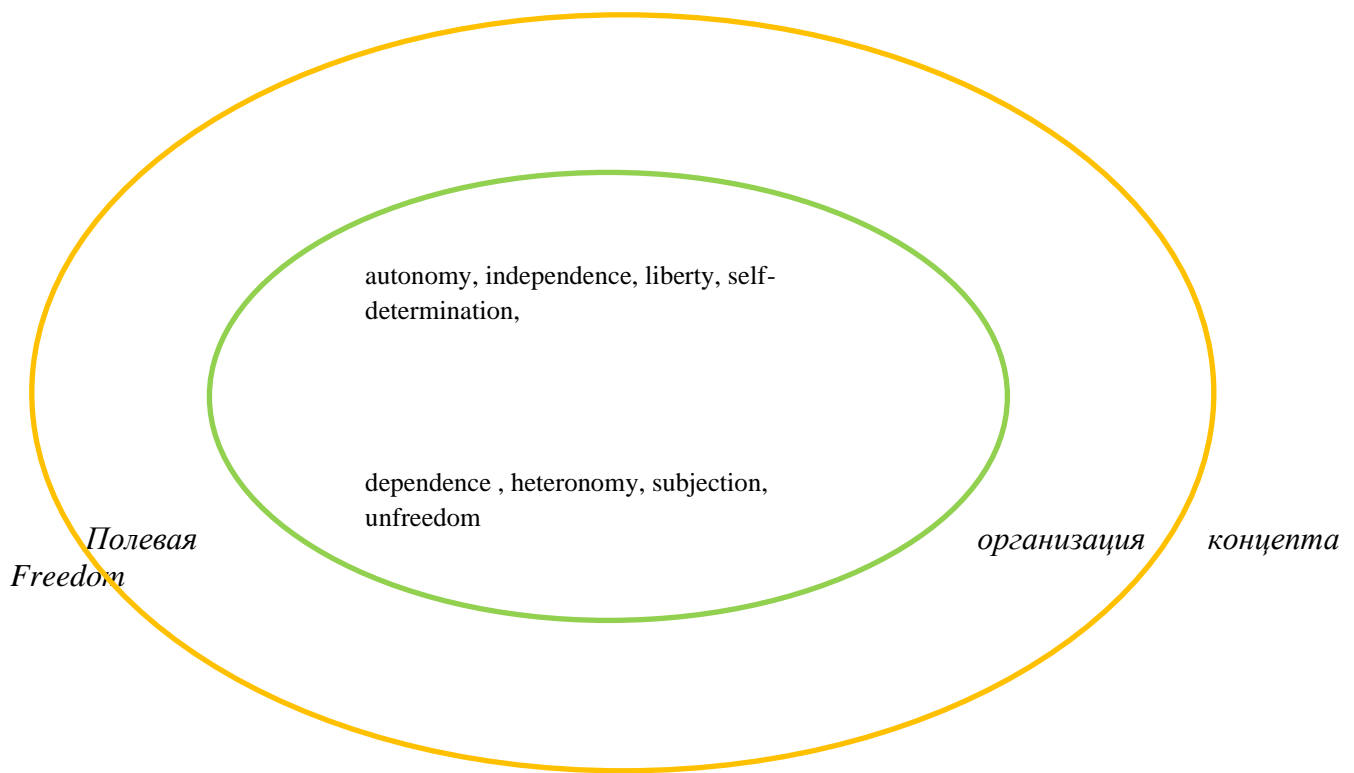 autonomy, independence, liberty, self-
determination,
dependence , heteronomy, subjection,
unfreedom
Полевая организация концепта
Freedom